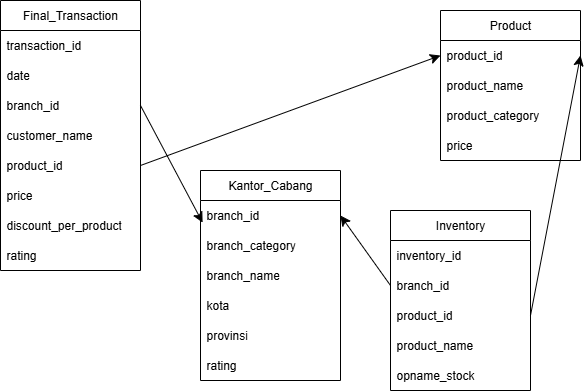 Final_Transaction
transaction_id
date
branch_id
customer_name
product_id
price
discount_per_product
rating
Product
product_id
product_name
product_category
price
Kantor_Cabang
branch_id
branch_category
branch_name
kota
provinsi
rating
Inventory
inventory_id
branch_id
product_id
product_name
opname_stock